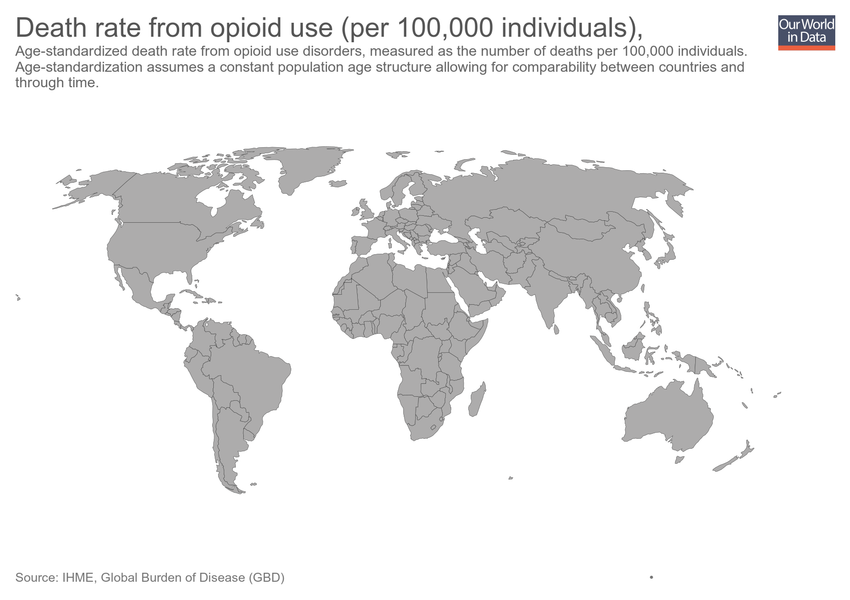 Death rate from opioid use (per 100,000 individuals),
Our World
in Data
Age-standardized death rate from opioid use disorders, measured as the number of deaths per 100,000 individuals.
Age-standardization assumes a constant population age structure allowing for comparability between countries and
through time.
Source: IHME, Global Burden of Disease (GBD)
•